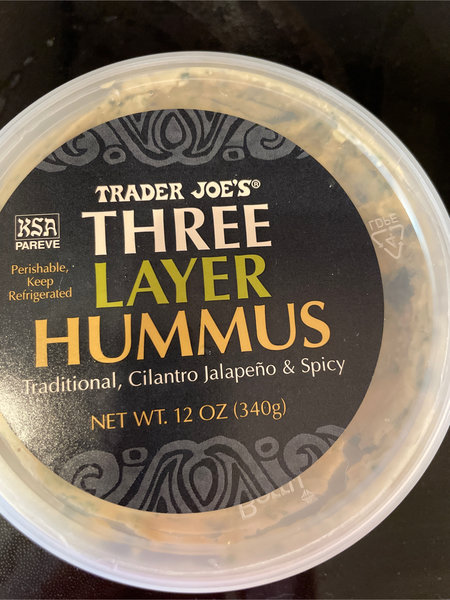 TRADER JOE'S®
THREE
LAYER
HUMMUS
Traditional, Cilantro Jalapeño & Spicy
NET WT. 12 OZ (340g)
KSA
PAREVE
Perishable,
Keep
Refrigerated
LDPE